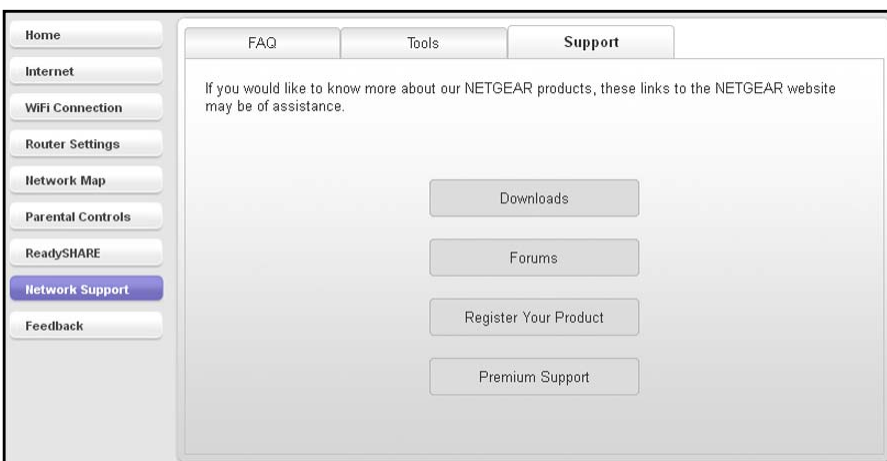 Home
Internet
WiFi Connection
Router Settings
Network Map
Parental Controls
ReadySHARE
Network Support
Feedback
FAQ
Tools
Support
If you would like to know more about our NETGEAR products, these links to the NETGEAR website
may be of assistance.
Downloads
Forums
Register Your Product
Premium Support